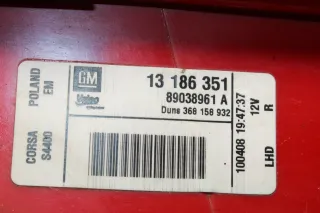 GM
Valeo
13 186 351
89038961 A
Dune 368 158 932
POLAND
EM
CORSA
S4400
100408 19:47:37
12V
R
LHD